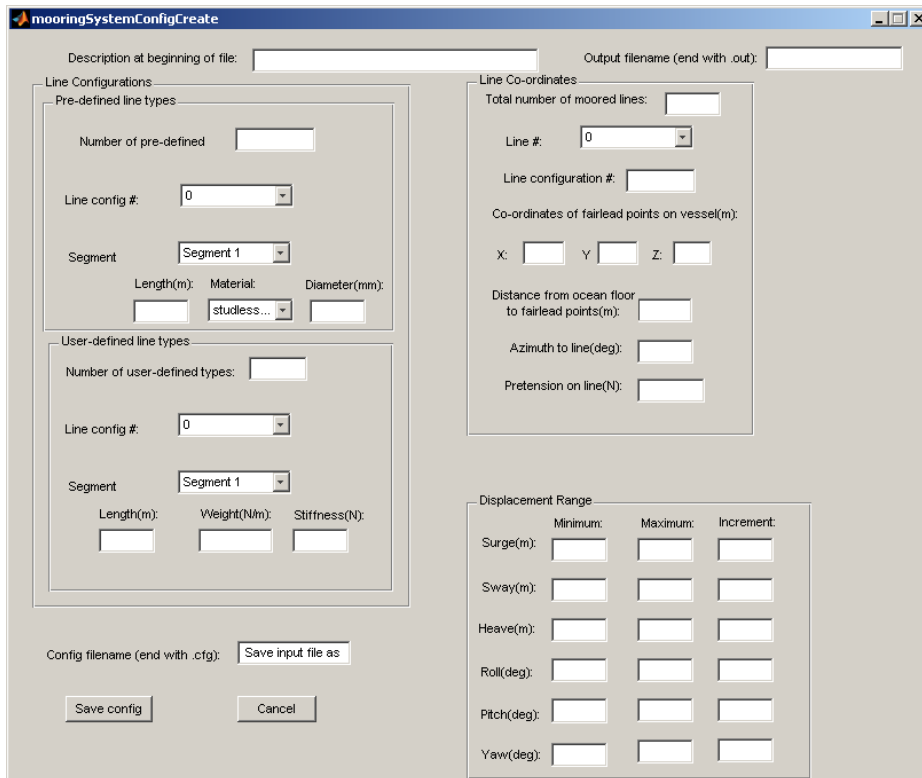 mooringSystemConfigCreate
Description at beginning of file:
Output filename (end with .out):
Line Configurations
Pre-defined line types
Number of pre-defined
Line config #: 0
Segment Segment 1
Length(m): Material: Diameter(mm):
studless...
User-defined line types
Number of user-defined types:
Line config #: 0
Segment Segment 1
Length(m): Weight(N/m): Stiffness(N):
Config filename (end with .cfg): Save input file as
Save config Cancel
Line Co-ordinates
Total number of moored lines:
Line #: 0
Line configuration #:
Co-ordinates of fairlead points on vessel(m):
X: Y Z:
Distance from ocean floor
to fairlead points(m):
Azimuth to line(deg):
Pretension on line(N):
Displacement Range
Minimum: Maximum: Increment:
Surge(m):
Sway(m):
Heave(m):
Roll(deg):
Pitch(deg):
Yaw(deg):